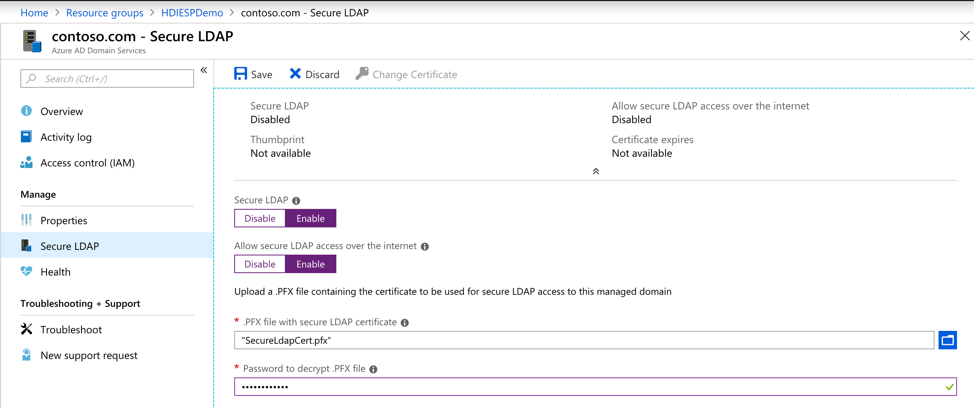 Home > Resource groups > HDIESPDemo > contoso.com - Secure LDAP
contoso.com - Secure LDAP
Azure AD Domain Services
Search (Ctrl+/)
Overview
Activity log
Access control (IAM)
Manage
Properties
Secure LDAP
Health
Troubleshooting + Support
Troubleshoot
New support request
Save Discard Change Certificate
Secure LDAP Allow secure LDAP access over the internet
Disabled Disabled
Thumbprint Certificate expires
Not available Not available
Secure LDAP
Disable Enable
Allow secure LDAP access over the internet
Disable Enable
Upload a .PFX file containing the certificate to be used for secure LDAP access to this managed domain
* .PFX file with secure LDAP certificate
"SecureLdapCert.pfx"
* Password to decrypt .PFX file
••••••••••••